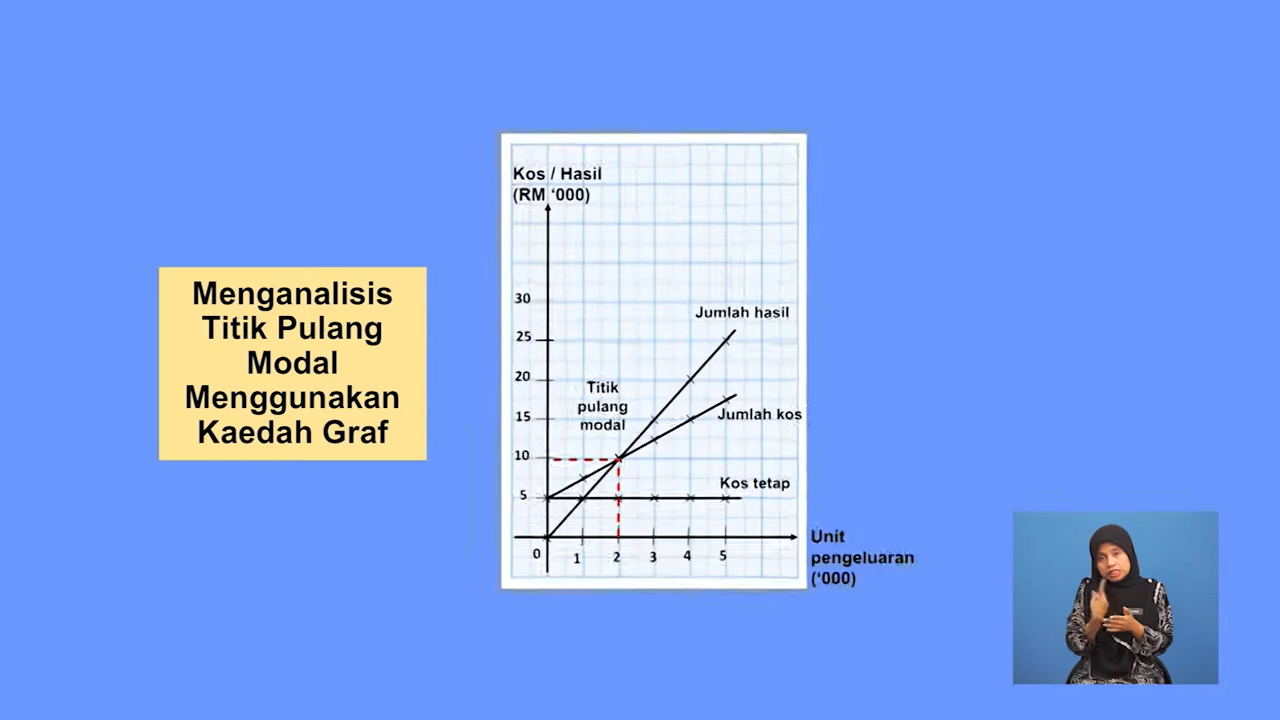 Menganalisis
Titik Pulang
Modal
Menggunakan
Kaedah Graf
Kos / Hasil
(RM ‘000)
30
25
20
15
10
5
Jumlah hasil
Titik
pulang
modal
Jumlah kos
Kos tetap
0 1 2 3 4 5
Unit
pengeluaran
(‘000)